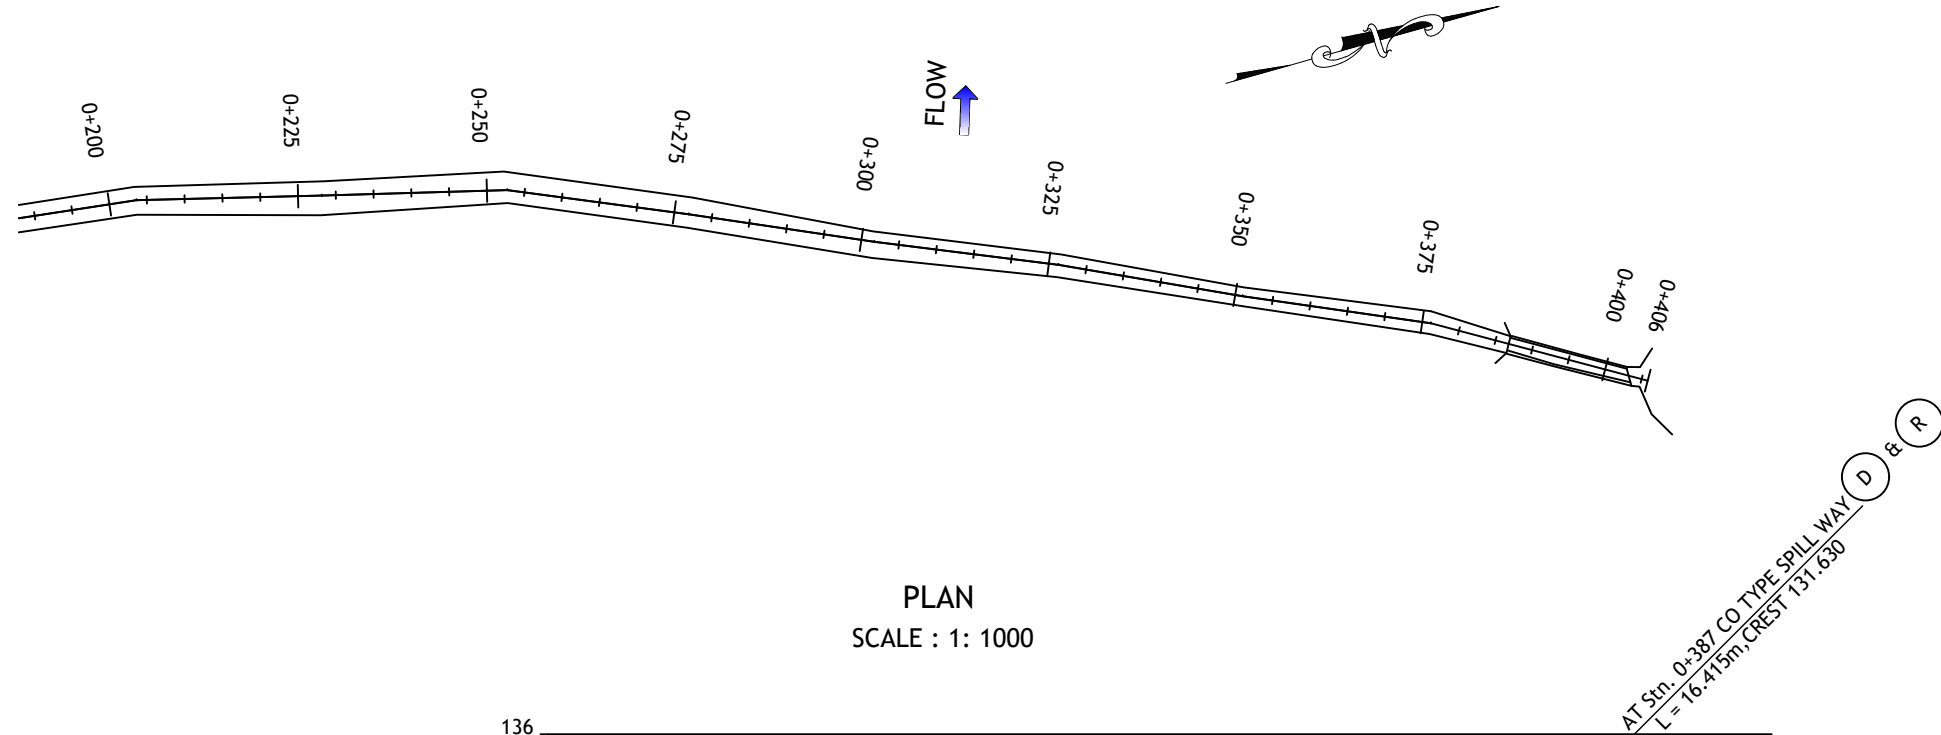 N
FLOW
0+200
0+225
0+250
0+275
0+300
0+325
0+350
0+375
0+400
0+406
PLAN
SCALE : 1: 1000
AT Stn. 0+387 CO TYPE SPILL WAY D & R
L = 16.415m,CREST 131.630
136